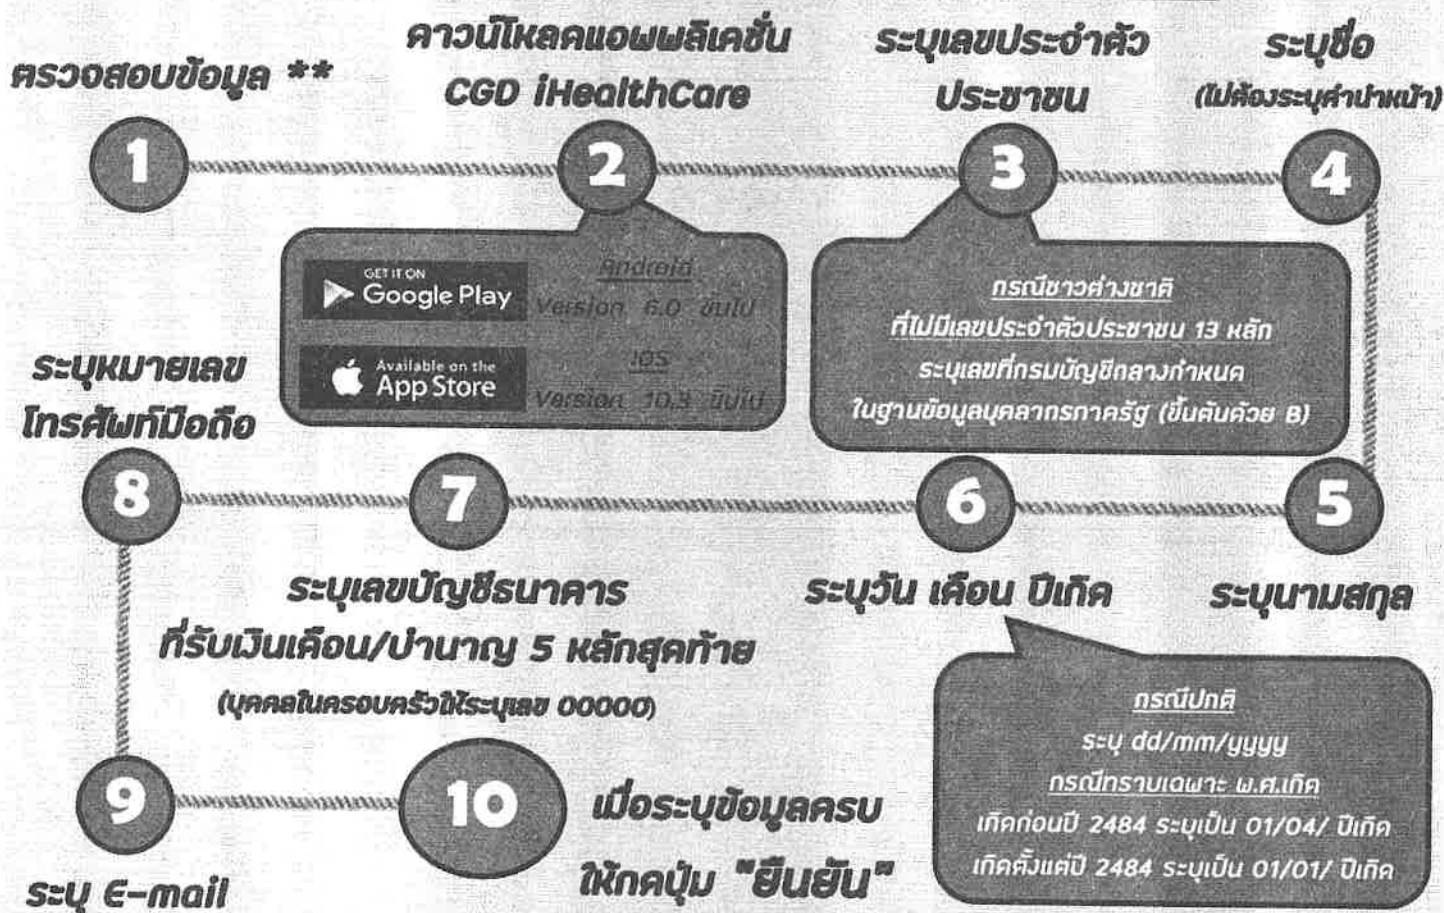 ตรวจสอบข้อมูล **
1
ดาวน์โหลดแอพพลิเคชั่น
CGD iHealthCare
2
GET IT ON
Google Play
Android
Version 6.0 ขึ้นไป
Available on the
App Store
iOS
Version 10.3 ขึ้นไป
ระบุเลขประจำตัว
ประชาชน
3
กรณีชาวต่างชาติ
ที่ไม่มีเลขประจำตัวประชาชน 13 หลัก
ระบุเลขที่กรมบัญชีกลางกำหนด
ในฐานข้อมูลบุคลากรภาครัฐ (ขึ้นต้นด้วย B)
ระบุชื่อ
(ไม่ต้องระบุคำนำหน้า)
4
5
ระบุนามสกุล
6
ระบุวัน เดือน ปีเกิด
กรณีปกติ
ระบุ dd/mm/yyyy
กรณีทราบเฉพาะ พ.ศ.เกิด
เกิดก่อนปี 2484 ระบุเป็น 01/04/ ปีเกิด
เกิดตั้งแต่ปี 2484 ระบุเป็น 01/01/ ปีเกิด
7
ระบุเลขบัญชีธนาคาร
ที่รับเงินเดือน/บำนาญ 5 หลักสุดท้าย
(บุคคลในครอบครัวให้ระบุเลข 00000)
ระบุหมายเลข
โทรศัพท์มือถือ
8
9
ระบุ E-mail
10
เมื่อระบุข้อมูลครบ
ให้กดปุ่ม "ยืนยัน"